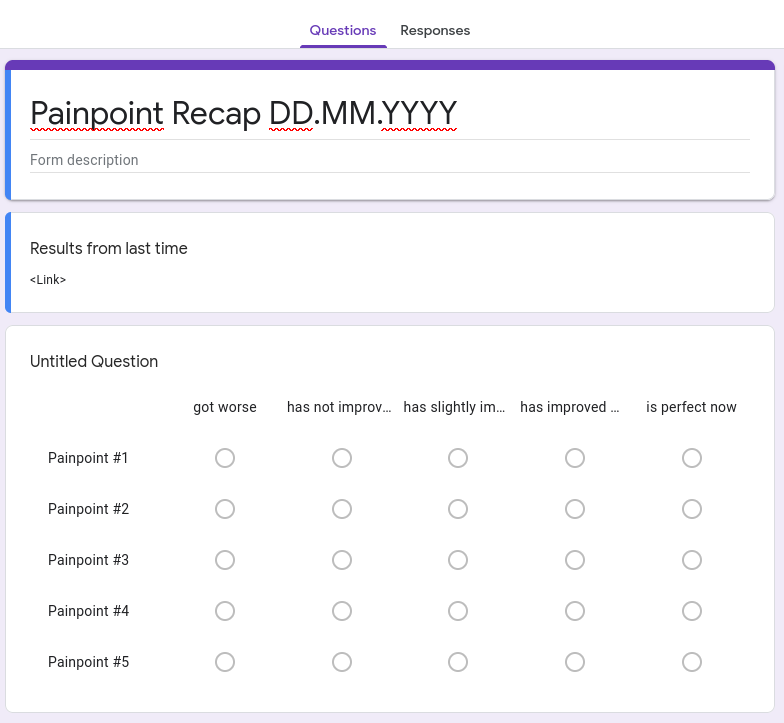 Questions Responses
Painpoint Recap DD.MM.YYYY
Form description
Results from last time
<Link>
Untitled Question
got worse has not improv... has slightly im... has improved ... is perfect now
Painpoint #1
Painpoint #2
Painpoint #3
Painpoint #4
Painpoint #5